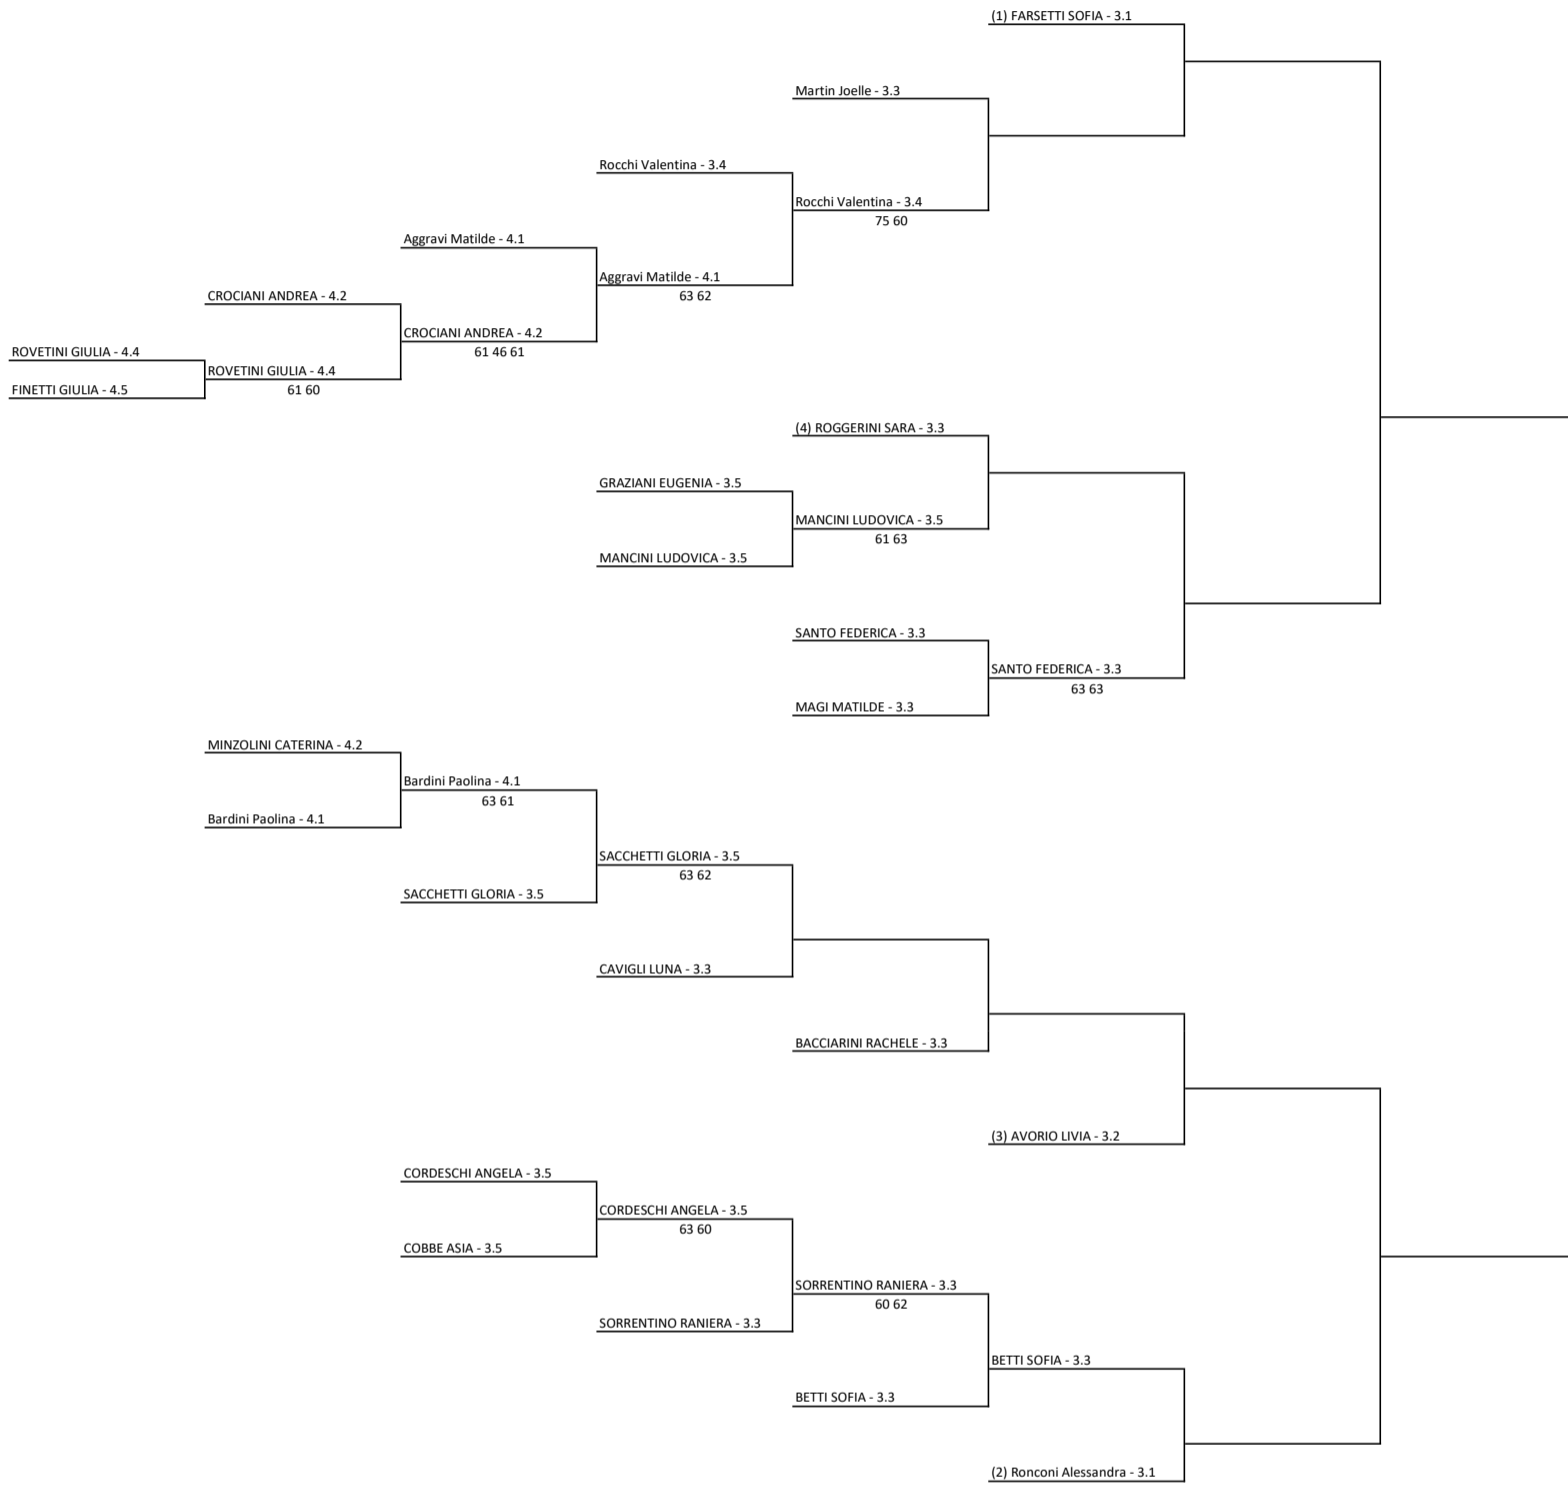 (1) FARSETTI SOFIA - 3.1
Martin Joelle - 3.3
Rocchi Valentina - 3.4
Rocchi Valentina - 3.4
75 60
Aggravi Matilde - 4.1
Aggravi Matilde - 4.1
63 62
CROCIANI ANDREA - 4.2
CROCIANI ANDREA - 4.2
61 46 61
ROVETINI GIULIA - 4.4
ROVETINI GIULIA - 4.4
61 60
FINETTI GIULIA - 4.5
(4) ROGGERINI SARA - 3.3
GRAZIANI EUGENIA - 3.5
MANCINI LUDOVICA - 3.5
61 63
MANCINI LUDOVICA - 3.5
SANTO FEDERICA - 3.3
SANTO FEDERICA - 3.3
63 63
MAGI MATILDE - 3.3
MINZOLINI CATERINA - 4.2
Bardini Paolina - 4.1
63 61
Bardini Paolina - 4.1
SACCHETTI GLORIA - 3.5
63 62
SACCHETTI GLORIA - 3.5
CAVIGLI LUNA - 3.3
BACCIARINI RACHELE - 3.3
(3) AVORIO LIVIA - 3.2
CORDESCHI ANGELA - 3.5
CORDESCHI ANGELA - 3.5
63 60
COBBE ASIA - 3.5
SORRENTINO RANIERA - 3.3
60 62
SORRENTINO RANIERA - 3.3
BETTI SOFIA - 3.3
BETTI SOFIA - 3.3
(2) Ronconi Alessandra - 3.1